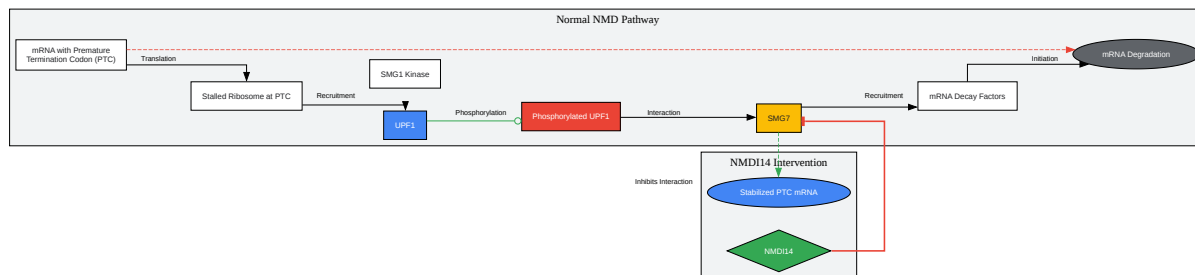 Normal NMD Pathway
mRNA with Premature
Termination Codon (PTC)
Translation
Stalled Ribosome at PTC
Recruitment
SMG1 Kinase
UPF1
Phosphorylation
Phosphorylated UPF1
Interaction
SMG7
Recruitment
mRNA Decay Factors
Initiation
mRNA Degradation
NMDI14 Intervention
Inhibits Interaction
Stabilized PTC mRNA
NMDI14